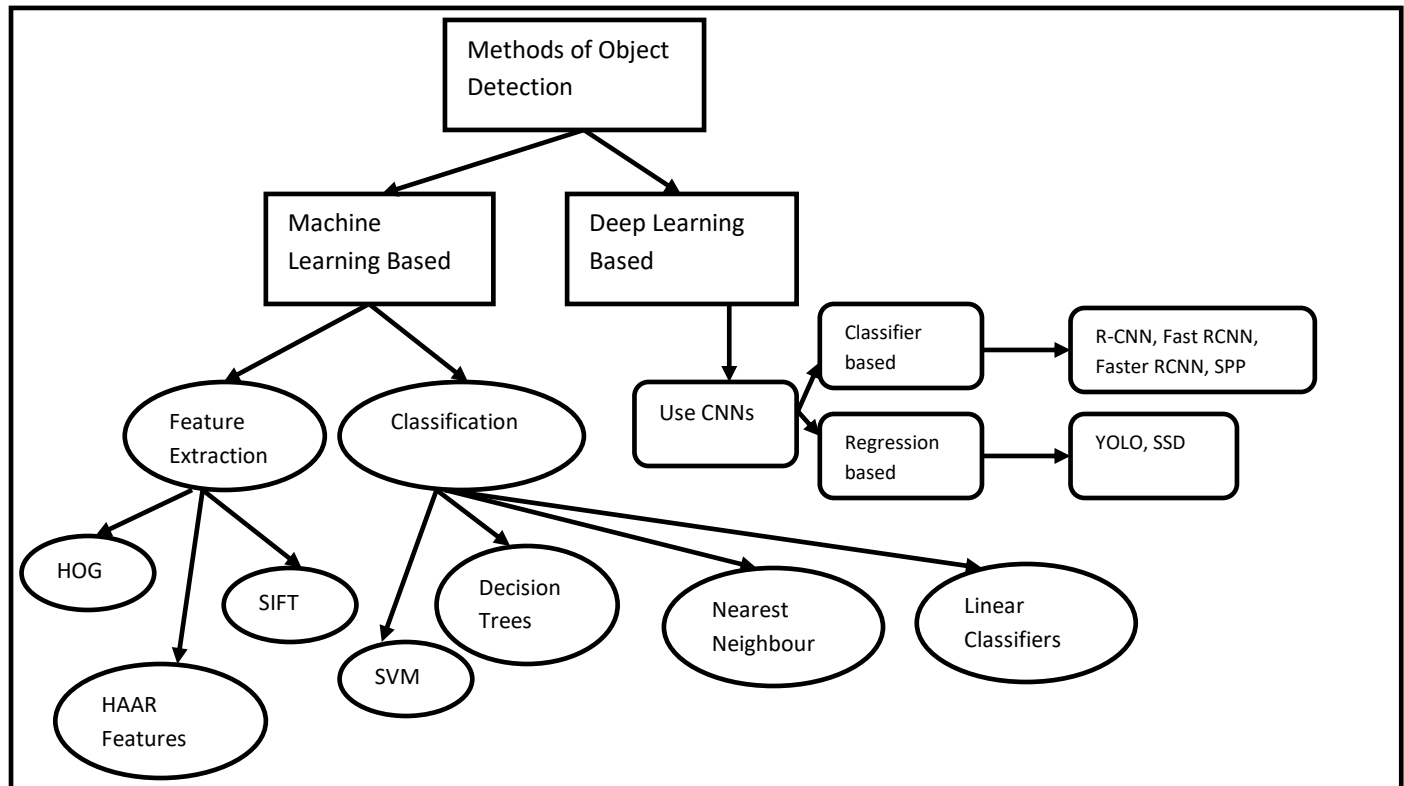 Methods of Object
Detection
Machine
Learning Based
Deep Learning
Based
Classifier
based
R-CNN, Fast RCNN,
Faster RCNN, SPP
Feature
Extraction
Classification
Use CNNs
Regression
based
YOLO, SSD
HOG
SIFT
Decision
Trees
Nearest
Neighbour
Linear
Classifiers
SVM
HAAR
Features